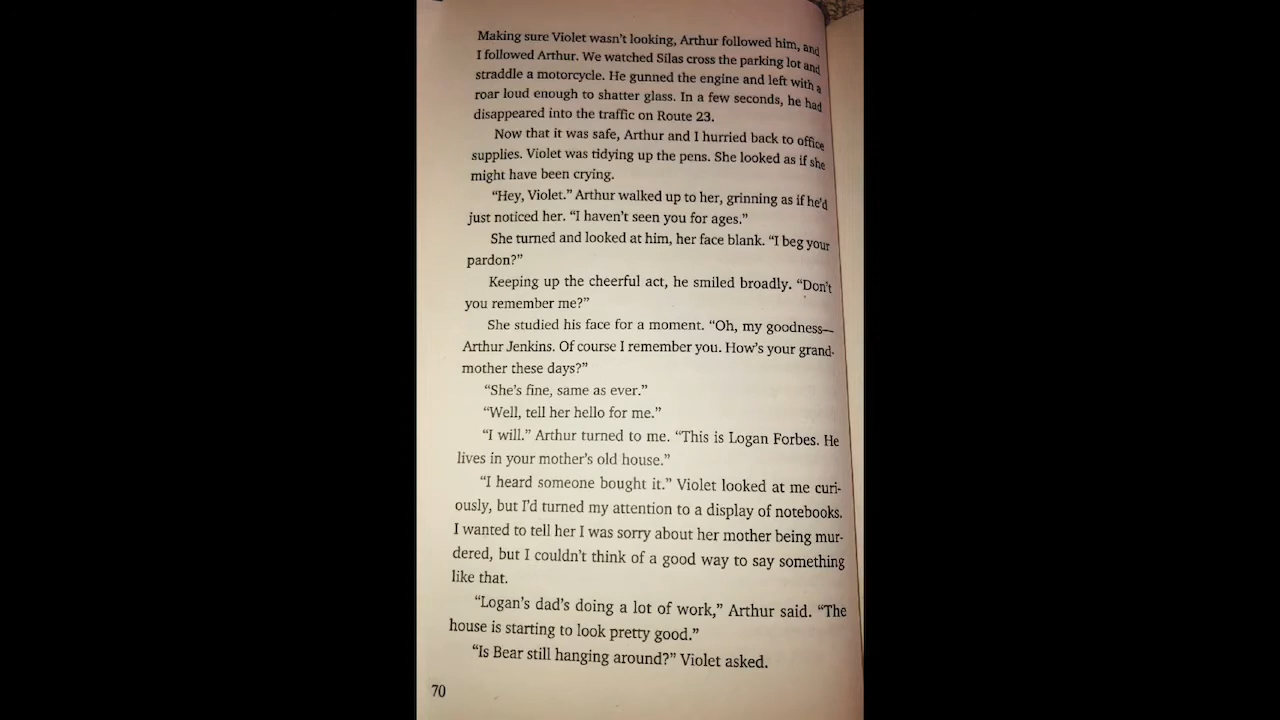 Making sure Violet wasn't looking, Arthur followed him, and
I followed Arthur. We watched Silas cross the parking lot and
straddle a motorcycle. He gunned the engine and left with a
roar loud enough to shatter glass. In a few seconds, he had
disappeared into the traffic on Route 23.
Now that it was safe, Arthur and I hurried back to office
supplies. Violet was tidying up the pens. She looked as if she
might have been crying.
“Hey, Violet.” Arthur walked up to her, grinning as if he'd
just noticed her. “I haven't seen you for ages.”
She turned and looked at him, her face blank. “I beg your
pardon?”
Keeping up the cheerful act, he smiled broadly. “Don't
you remember me?”
She studied his face for a moment. “Oh, my goodness—
Arthur Jenkins. Of course I remember you. How's your grand-
mother these days?”
“She's fine, same as ever.”
“Well, tell her hello for me.”
“I will.” Arthur turned to me. “This is Logan Forbes. He
lives in your mother's old house.”
“I heard someone bought it.” Violet looked at me curi-
ously, but I'd turned my attention to a display of notebooks.
I wanted to tell her I was sorry about her mother being mur-
dered, but I couldn't think of a good way to say something
like that.
“Logan's dad's doing a lot of work,” Arthur said. “The
house is starting to look pretty good.”
“Is Bear still hanging around?” Violet asked.
70